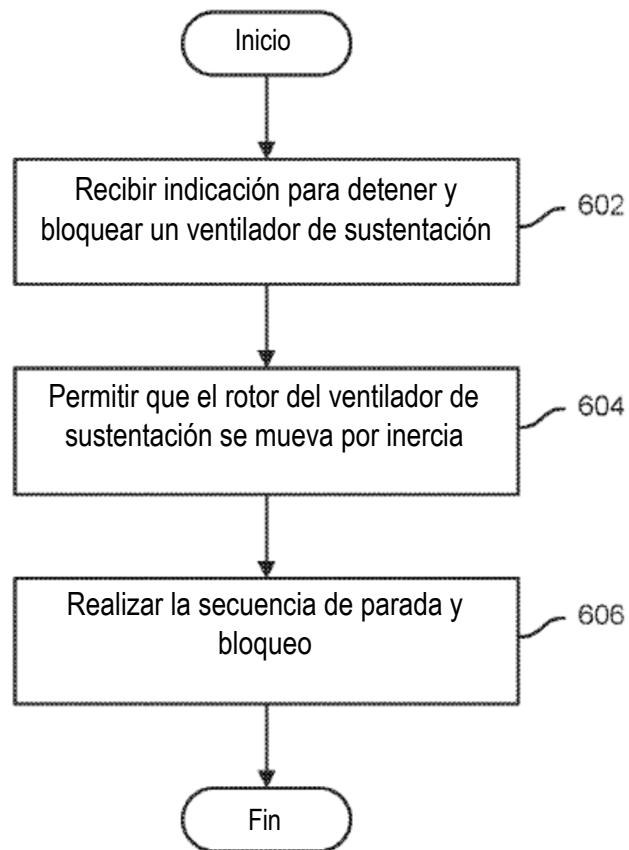 Inicio
Recibir indicación para detener y
bloquear un ventilador de sustentación
602
Permitir que el rotor del ventilador de
sustentación se mueva por inercia
604
Realizar la secuencia de parada y
bloqueo
606
Fin